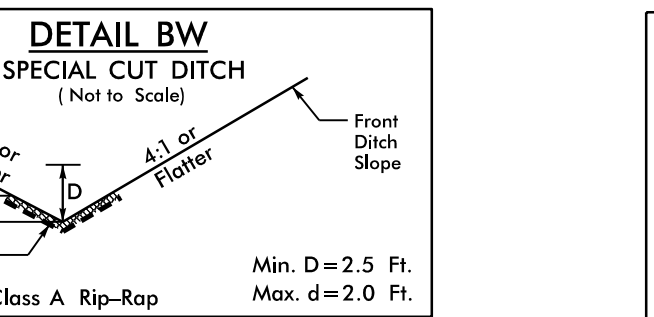 DETAIL BW
SPECIAL CUT DITCH
( Not to Scale)
Front
Ditch
Slope
4:1 or
Flatter
or
D
Min. D=2.5 Ft.
Class A Rip-Rap
Max. d=2.0 Ft.